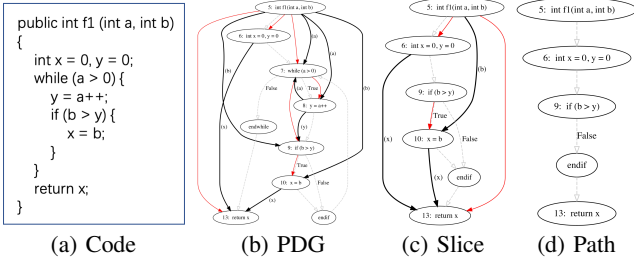 public int f1 (int a, int b)
{
int x = 0, y = 0;
while (a > 0) {
y = a++;
if (b > y) {
x = b;
}
}
return x;
}
(a) Code
5: int f1(int a, int b)
6: int x = 0, y = 0
(a)
(b)
7: while (a > 0)
(a)
(b)
False
True
(a)
8: y = a++
endwhile
(y)
(x)
9: if (b > y)
True
10: x = b
False
(x)
13: return x
endif
(b) PDG
5: int f1(int a, int b)
6: int x = 0, y = 0
(b)
9: if (b > y)
True
(x)
10: x = b
False
(x)
endif
13: return x
(c) Slice
5: int f1(int a, int b)
6: int x = 0, y = 0
9: if (b > y)
False
endif
13: return x
(d) Path